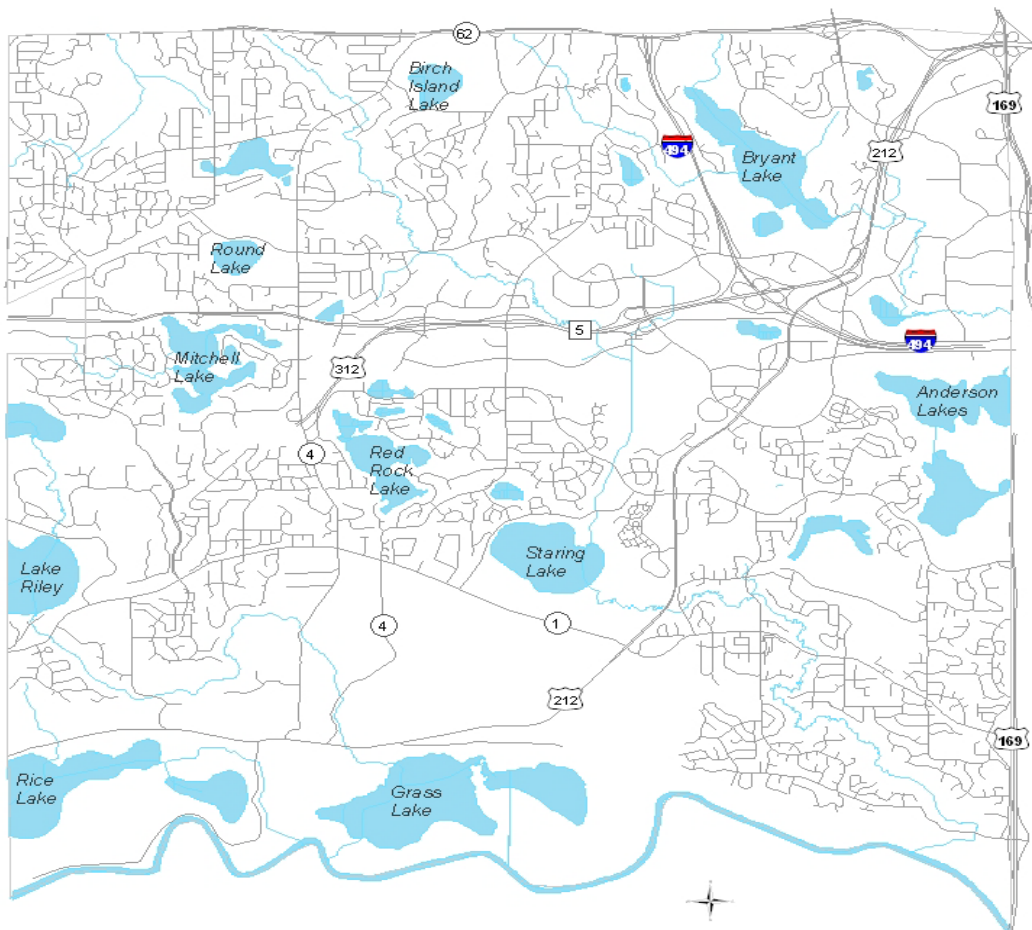 62
Birch
Island
Lake
169
494
Bryant
Lake
212
Round
Lake
5
494
Mitchell
Lake
312
Anderson
Lakes
4
Red
Rock
Lake
Staring
Lake
Lake
Riley
4
1
212
169
Rice
Lake
Grass
Lake